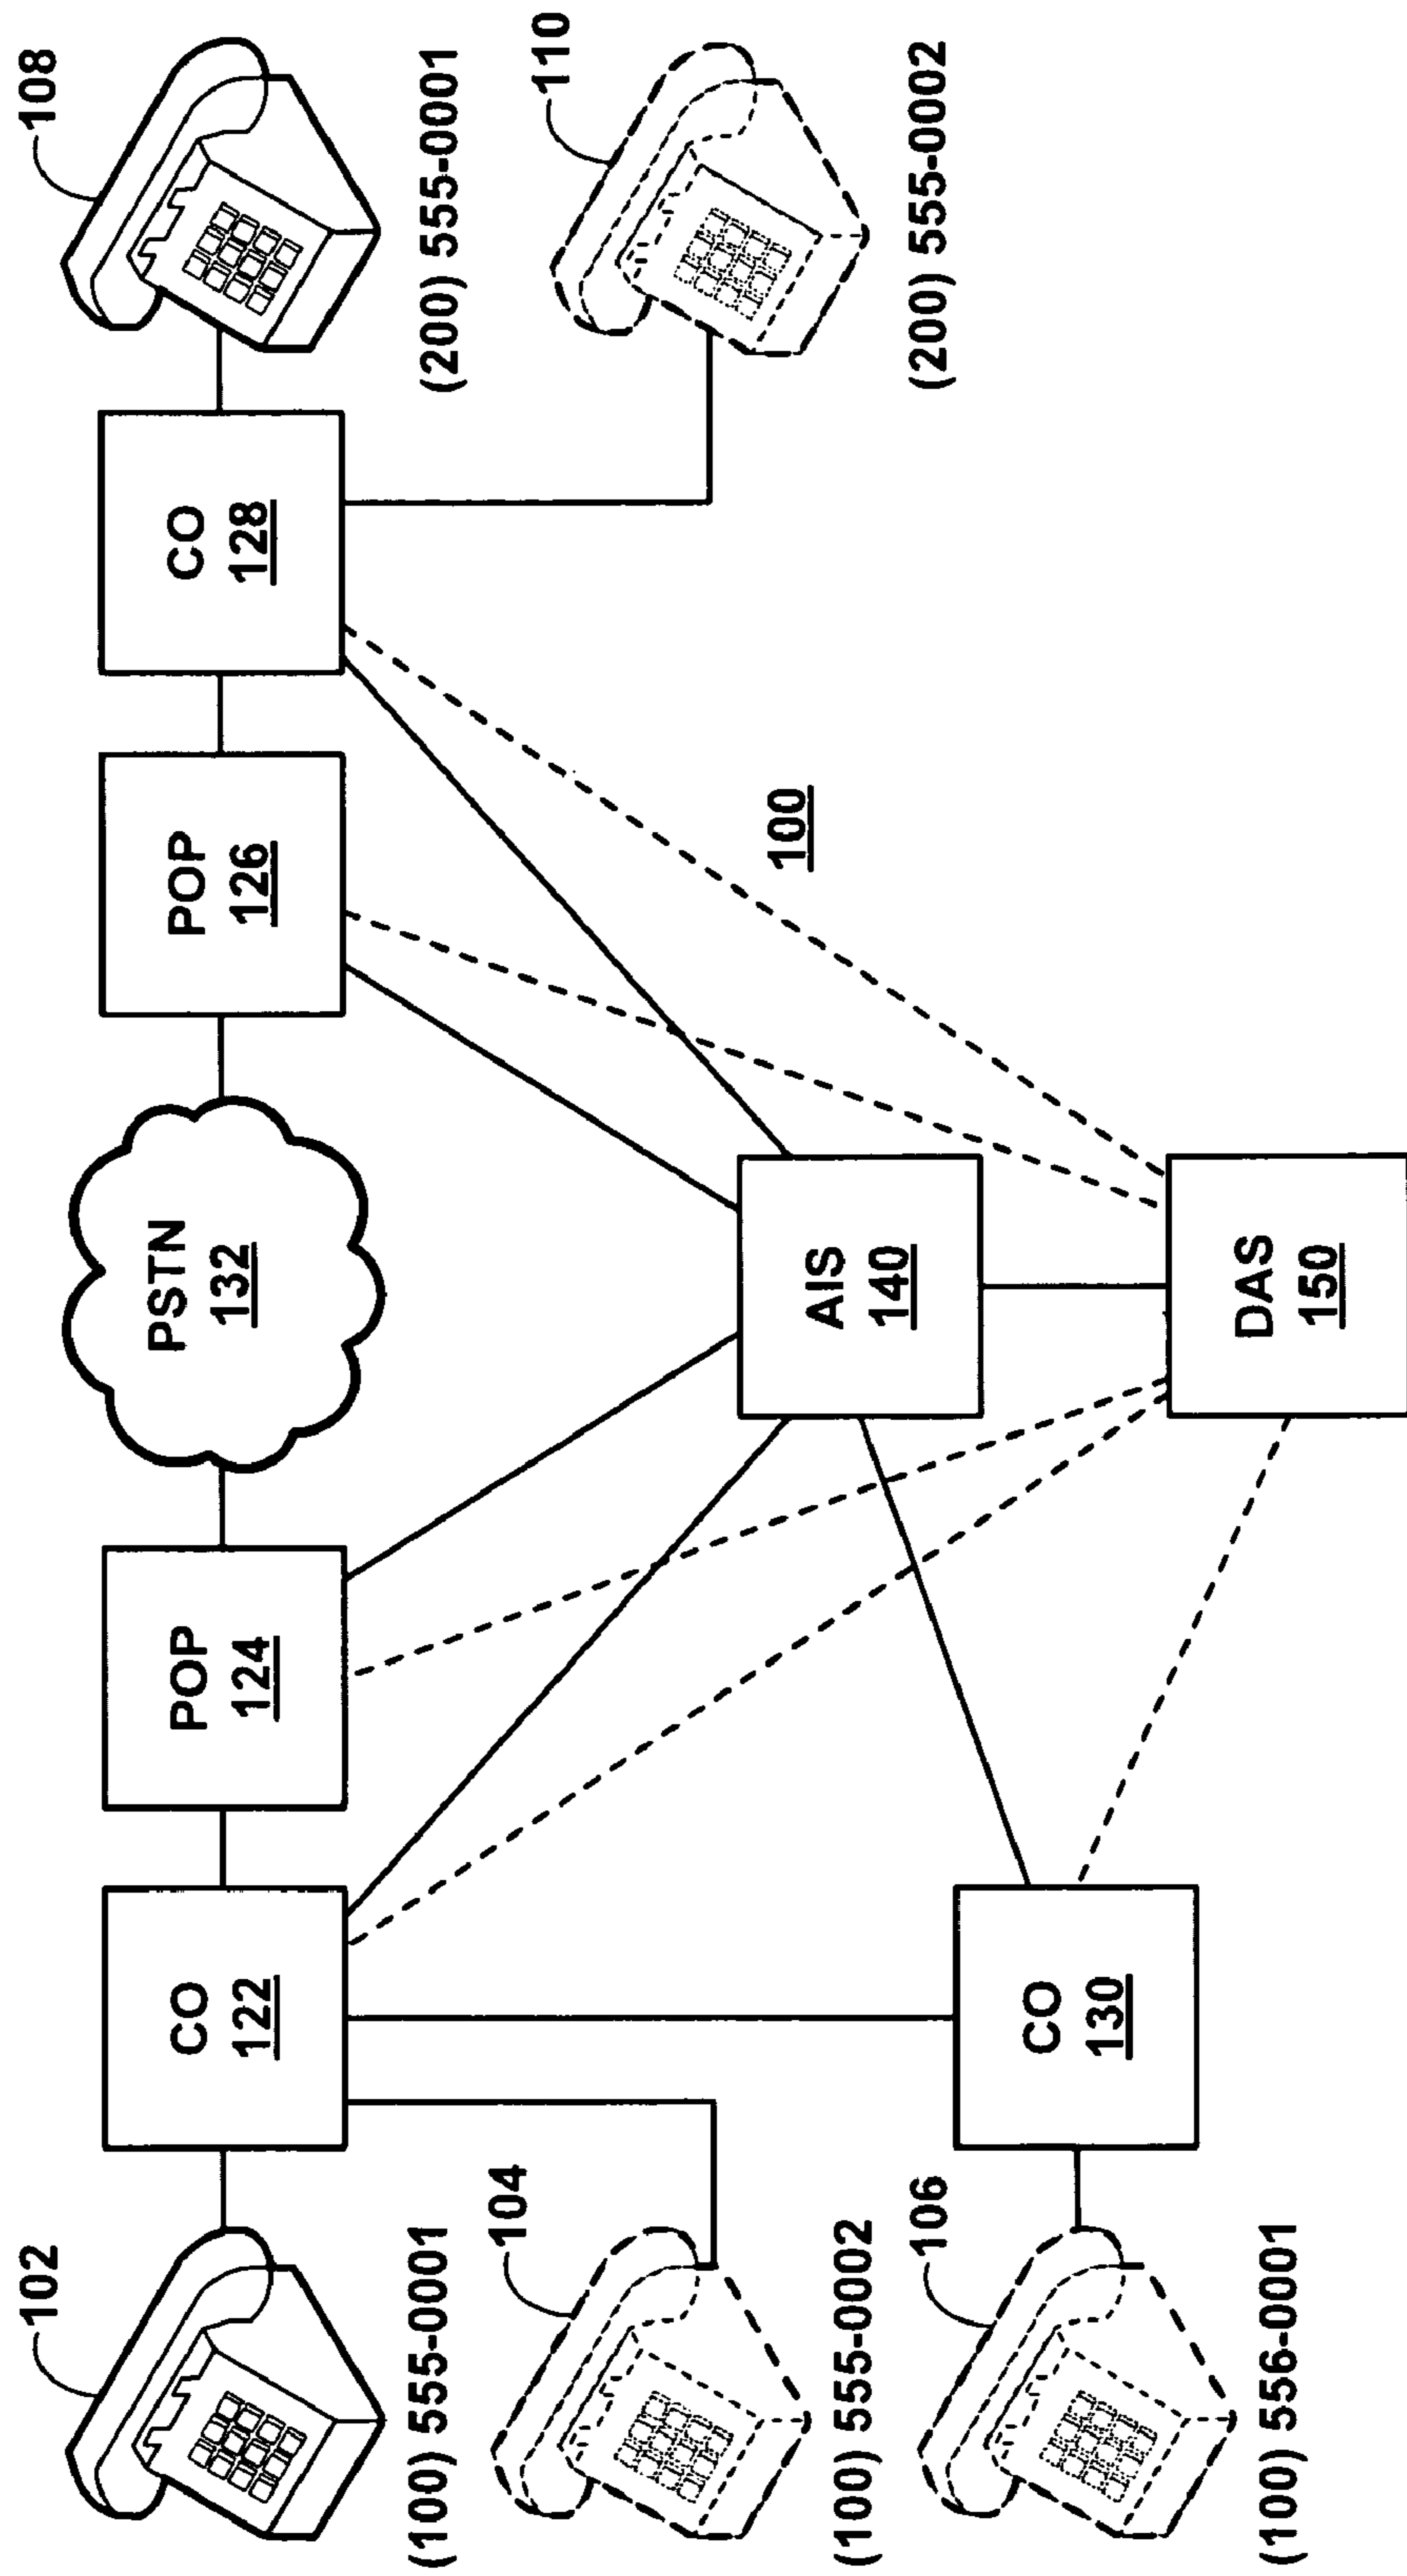 102
108
CO
122
POP
124
PSTN
132
POP
126
CO
128
(100) 555-0001
(200) 555-0001
104
110
100
(100) 555-0002
(200) 555-0002
AIS
140
106
CO
130
DAS
150
(100) 556-0001